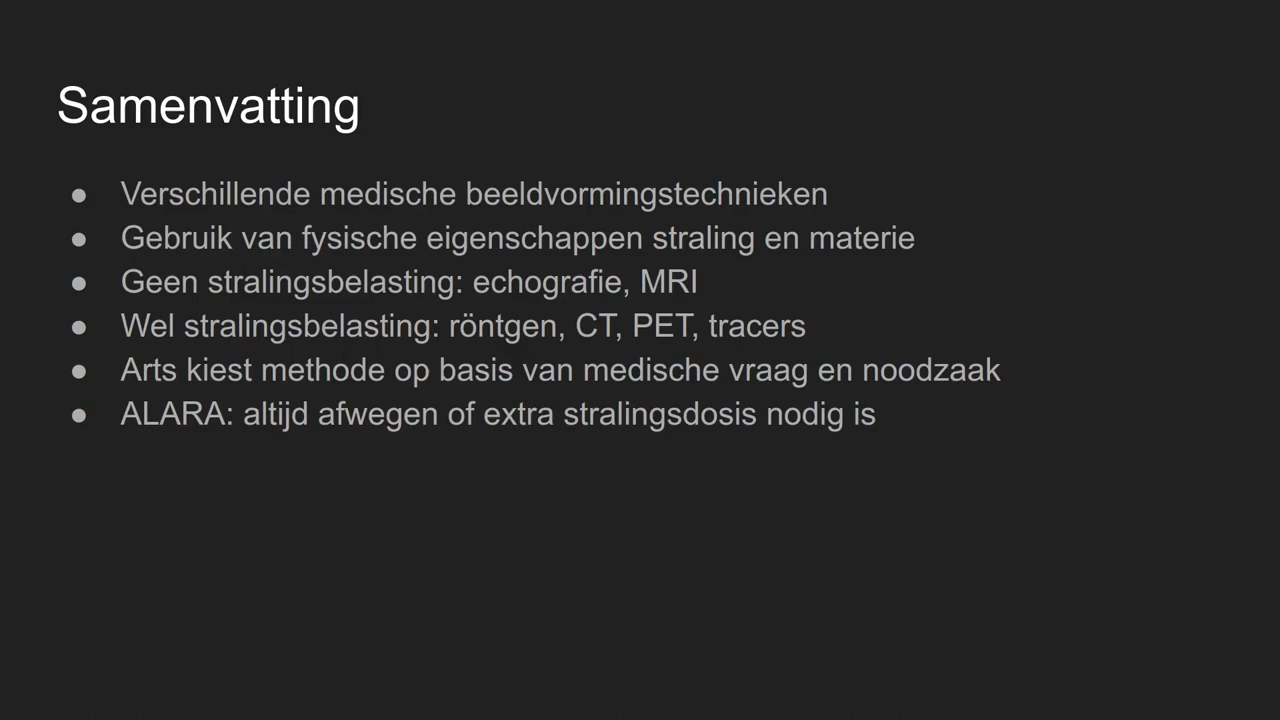 Samenvatting
● Verschillende medische beeldvormingstechnieken
● Gebruik van fysische eigenschappen straling en materie
● Geen stralingsbelasting: echografie, MRI
● Wel stralingsbelasting: röntgen, CT, PET, tracers
● Arts kiest methode op basis van medische vraag en noodzaak
● ALARA: altijd afwegen of extra stralingsdosis nodig is